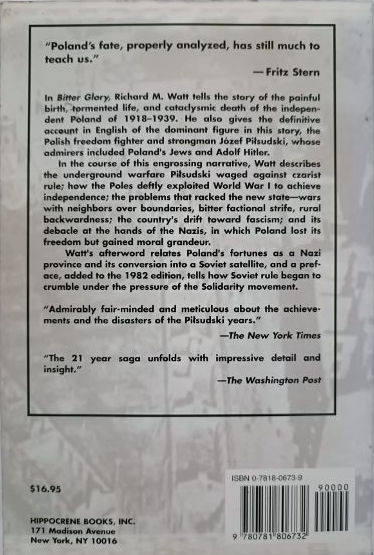 “Poland’s fate, properly analyzed, has still much to
teach us.”
— Fritz Stern
In Bitter Glory, Richard M. Watt tells the story of the painful
birth, tormented life, and cataclysmic death of the indepen-
dent Poland of 1918–1939. He also gives the definitive
account in English of the dominant figure in this story, the
Polish freedom fighter and strongman Józef Piłsudski, whose
admirers included Poland’s Jews and Adolf Hitler.
In the course of this engrossing narrative, Watt describes
the underground warfare Piłsudski waged against czarist
rule; how the Poles deftly exploited World War I to achieve
independence; the problems that racked the new state—wars
with neighbors over boundaries, bitter factional strife, rural
backwardness; the country’s drift toward fascism; and its
debacle at the hands of the Nazis, in which Poland lost its
freedom but gained moral grandeur.
Watt’s afterword relates Poland’s fortunes as a Nazi
province and its conversion into a Soviet satellite, and a pref-
ace, added to the 1982 edition, tells how Soviet rule began to
crumble under the pressure of the Solidarity movement.
“Admirably fair-minded and meticulous about the achieve-
ments and the disasters of the Piłsudski years.”
—The New York Times
“The 21 year saga unfolds with impressive detail and
insight.”
—The Washington Post
$16.95
HIPPOCRENE BOOKS, INC.
171 Madison Avenue
New York, NY 10016
ISBN 0-7818-0673-9
90000
9 780781 806732